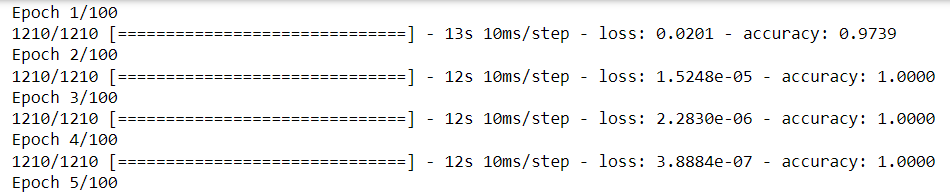 Epoch 1/100
1210/1210 [==============================] - 13s 10ms/step - loss: 0.0201 - accuracy: 0.9739
Epoch 2/100
1210/1210 [==============================] - 12s 10ms/step - loss: 1.5248e-05 - accuracy: 1.0000
Epoch 3/100
1210/1210 [==============================] - 12s 10ms/step - loss: 2.2830e-06 - accuracy: 1.0000
Epoch 4/100
1210/1210 [==============================] - 12s 10ms/step - loss: 3.8884e-07 - accuracy: 1.0000
Epoch 5/100